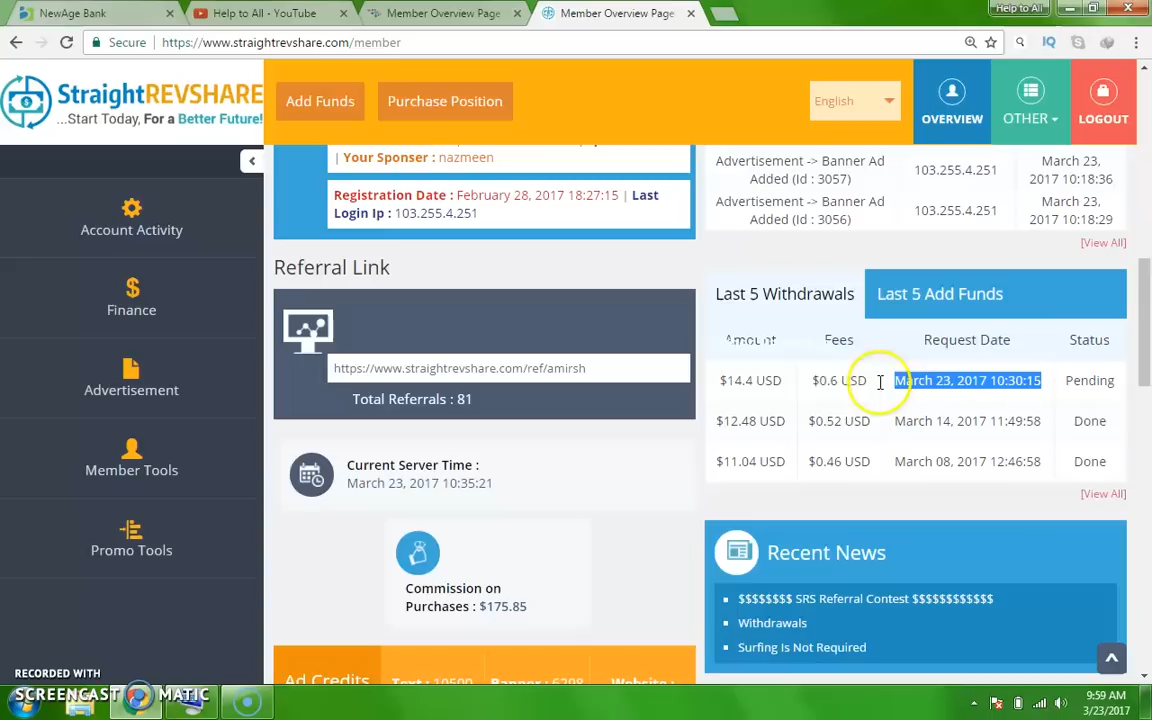 NewAge Bank
Help to All - YouTube
Member Overview Page
Member Overview Page
Help to All
Secure
https://www.straightrevshare.com/member
StraightREVSHARE
...Start Today, For a Better Future!
Add Funds
Purchase Position
English
OVERVIEW
OTHER
LOGOUT
Account Activity
Finance
Advertisement
Member Tools
Promo Tools
| Your Sponsor : nazmeen
Registration Date : February 28, 2017 18:27:15 | Last
Login Ip : 103.255.4.251
Referral Link
https://www.straightrevshare.com/ref/amirsh
Total Referrals : 81
Current Server Time :
March 23, 2017 10:35:21
Commission on
Purchases : $175.85
Ad Credits
Text : 10500
Banner : 6298
Website :
Advertisement -> Banner Ad
Added (Id : 3057)
103.255.4.251
March 23,
2017 10:18:36
Advertisement -> Banner Ad
Added (Id : 3056)
103.255.4.251
March 23,
2017 10:18:29
[View All]
Last 5 Withdrawals
Last 5 Add Funds
Amount Fees Request Date Status
$14.4 USD $0.6 USD March 23, 2017 10:30:15 Pending
$12.48 USD $0.52 USD March 14, 2017 11:49:58 Done
$11.04 USD $0.46 USD March 08, 2017 12:46:58 Done
[View All]
Recent News
$$$$$$$$ SRS Referral Contest $$$$$$$$$$$$
Withdrawals
Surfing Is Not Required
RECORDED WITH
SCREENCAST MATIC
9:59 AM
3/23/2017